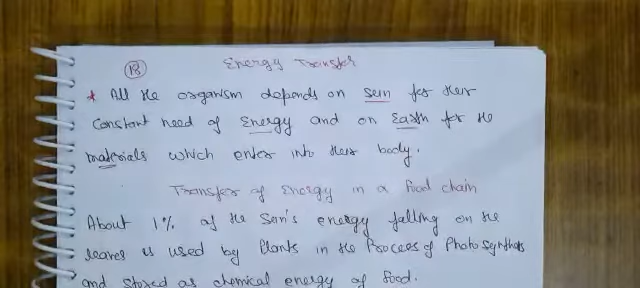 18
Energy Transfer
* All the organism depends on sun for their
Constant need of Energy and on Earth for the
materials which enter into their body.
Transfer of Energy in a food chain
About 1% of the Sun's energy falling on the
leaves is used by Plants in the Process of Photosynthesis
and stored as chemical energy of food.